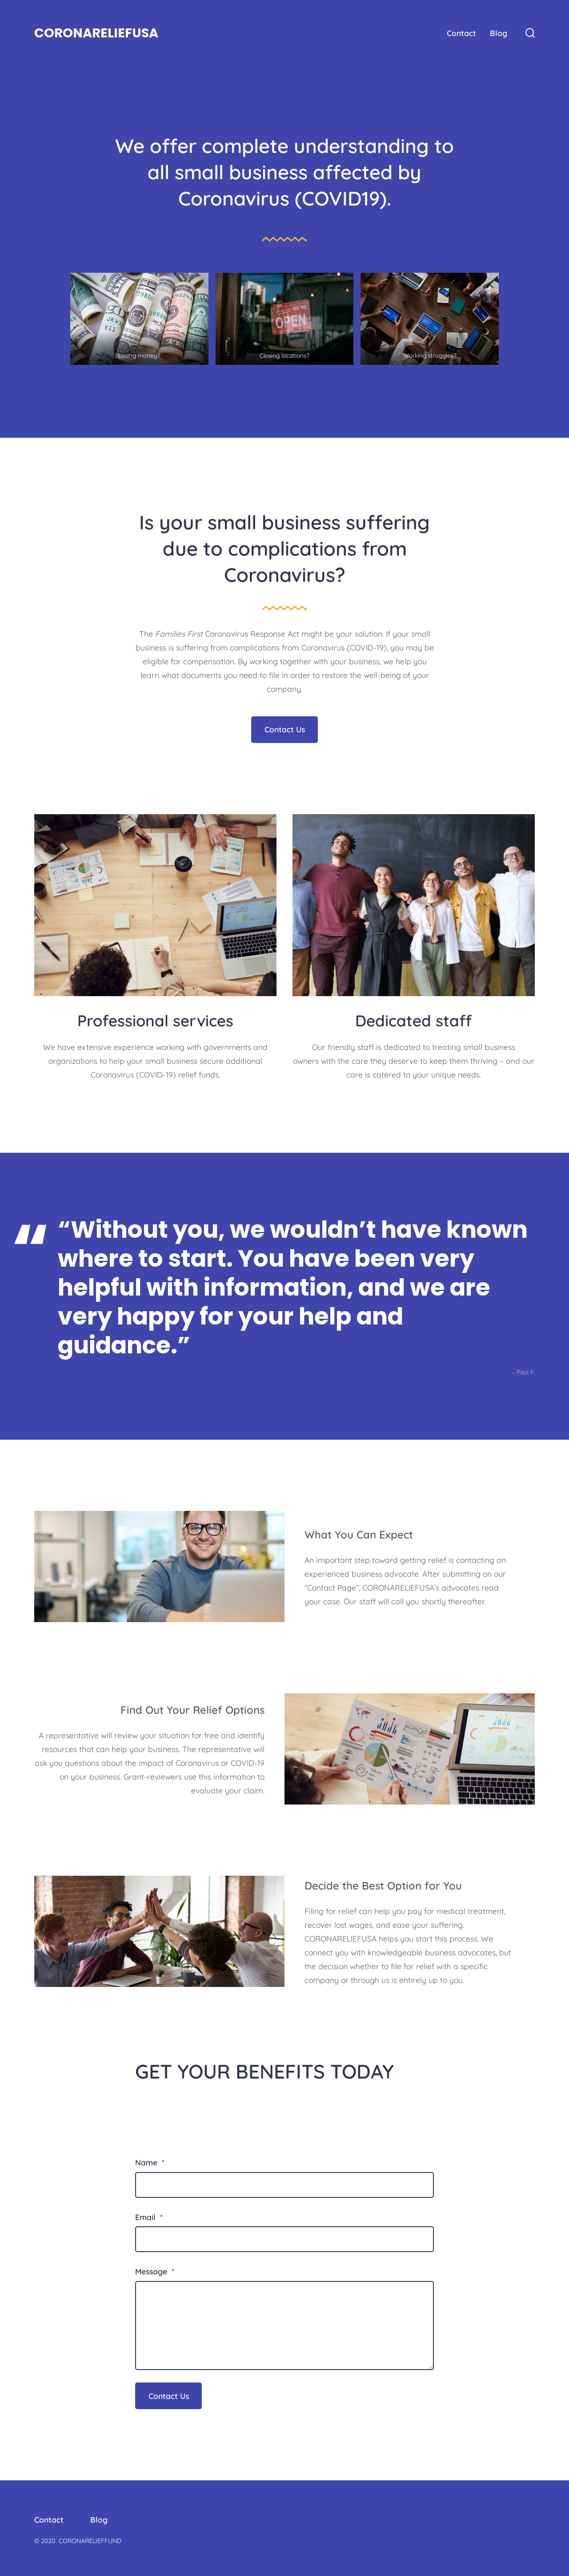 CORONARELIEFUSA
Contact Blog
We offer complete understanding to
all small business affected by
Coronavirus (COVID19).
Losing money?
OPEN
Closing locations?
Working struggles?
Is your small business suffering
due to complications from
Coronavirus?
The Families First Coronavirus Response Act might be your solution. If your small
business is suffering from complications from Coronavirus (COVID-19), you may be
eligible for compensation. By working together with your business, we help you
learn what documents you need to file in order to restore the well-being of your
company.
Contact Us
Professional services
We have extensive experience working with governments and
organizations to help your small business secure additional
Coronavirus (COVID-19) relief funds.
Dedicated staff
Our friendly staff is dedicated to treating small business
owners with the care they deserve to keep them thriving – and our
care is catered to your unique needs.
“Without you, we wouldn’t have known
where to start. You have been very
helpful with information, and we are
very happy for your help and
guidance.”
– Paul F.
What You Can Expect
An important step toward getting relief is contacting an
experienced business advocate. After submitting on our
“Contact Page”, CORONARELIEFUSA’s advocates read
your case. Our staff will call you shortly thereafter.
Find Out Your Relief Options
A representative will review your situation for free and identify
resources that can help your business. The representative will
ask you questions about the impact of Coronavirus or COVID-19
on your business. Grant-reviewers use this information to
evaluate your claim.
Decide the Best Option for You
Filing for relief can help you pay for medical treatment,
recover lost wages, and ease your suffering.
CORONARELIEFUSA helps you start this process. We
connect you with knowledgeable business advocates, but
the decision whether to file for relief with a specific
company or through us is entirely up to you.
GET YOUR BENEFITS TODAY
Name *
Email *
Message *
Contact Us
Contact Blog
© 2020 CORONARELIEFFUND